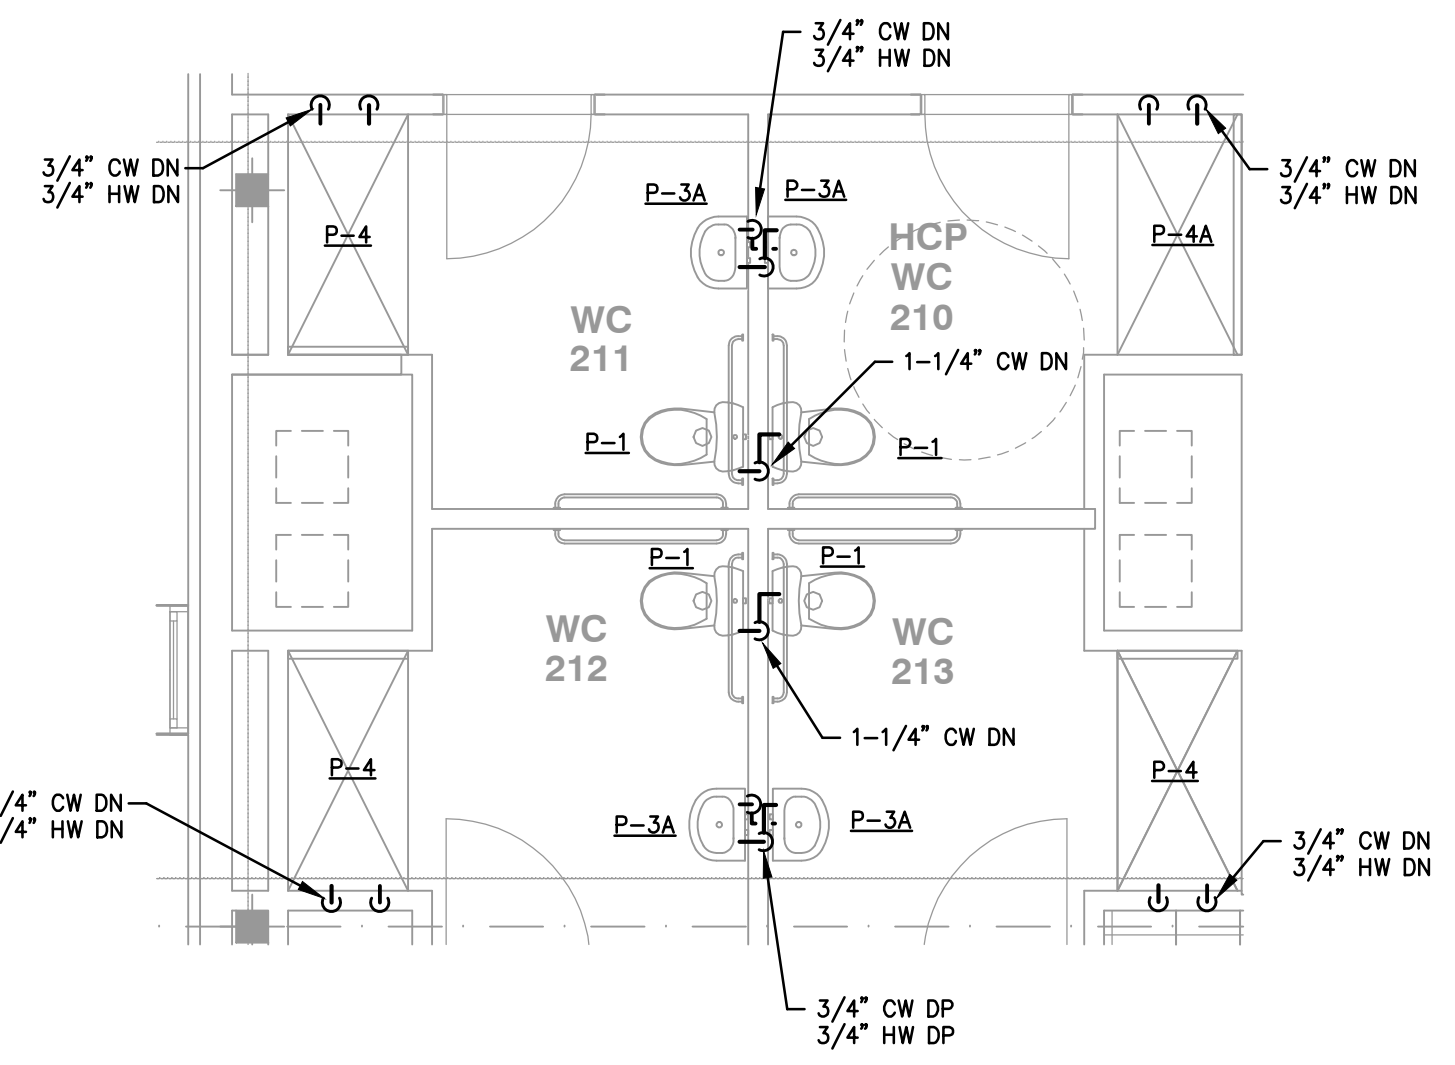 3/4” CW DN
3/4” HW DN
3/4” CW DN
3/4” HW DN
3/4” CW DN
3/4” HW DN
P-3A
P-3A
P-4
HCP
WC
210
P-4A
WC
211
1-1/4” CW DN
P-1
P-1
P-1
P-1
WC
212
WC
213
1-1/4” CW DN
P-4
P-4
/4” CW DN
/4” HW DN
P-3A
P-3A
3/4” CW DN
3/4” HW DN
3/4” CW DP
3/4” HW DP